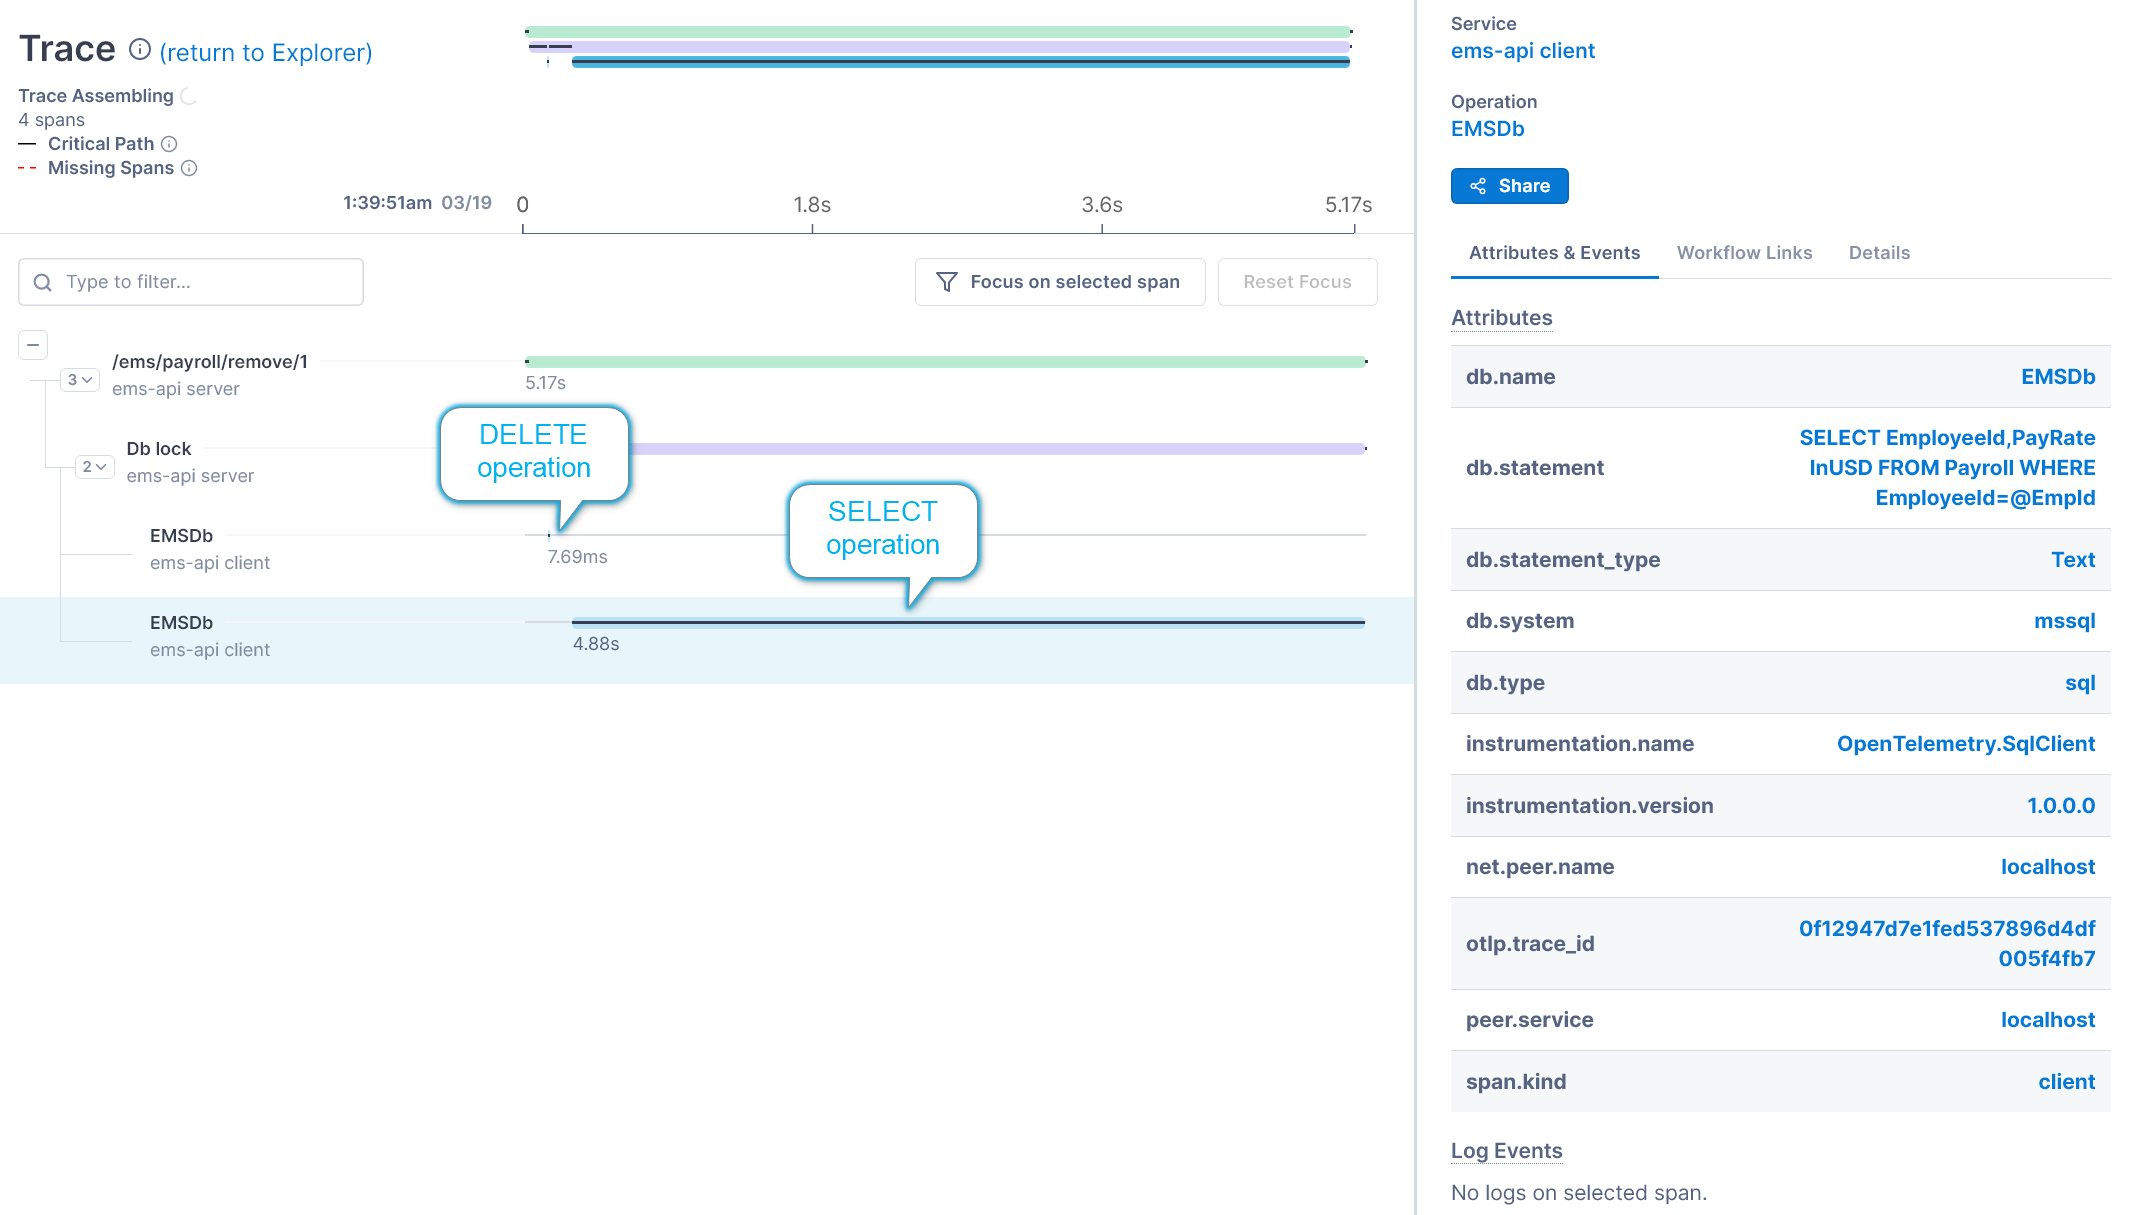 Trace (return to Explorer)
Trace Assembling
4 spans
Critical Path
Missing Spans
1:39:51am 03/19
0 1.8s 3.6s 5.17s
Type to filter...
Focus on selected span
Reset Focus
3
/ems/payroll/remove/1
ems-api server
5.17s
2
Db lock
ems-api server
DELETE
operation
EMSDb
ems-api client
7.69ms
SELECT
operation
EMSDb
ems-api client
4.88s
Service
ems-api client
Operation
EMSDb
Share
Attributes & Events Workflow Links Details
Attributes
db.name EMSDb
db.statement
SELECT EmployeeId,PayRate
InUSD FROM Payroll WHERE
EmployeeId=@EmpId
db.statement_type Text
db.system mssql
db.type sql
instrumentation.name OpenTelemetry.SqlClient
instrumentation.version 1.0.0.0
net.peer.name localhost
otlp.trace_id
0f12947d7e1fed537896d4df
005f4fb7
peer.service localhost
span.kind client
Log Events
No logs on selected span.